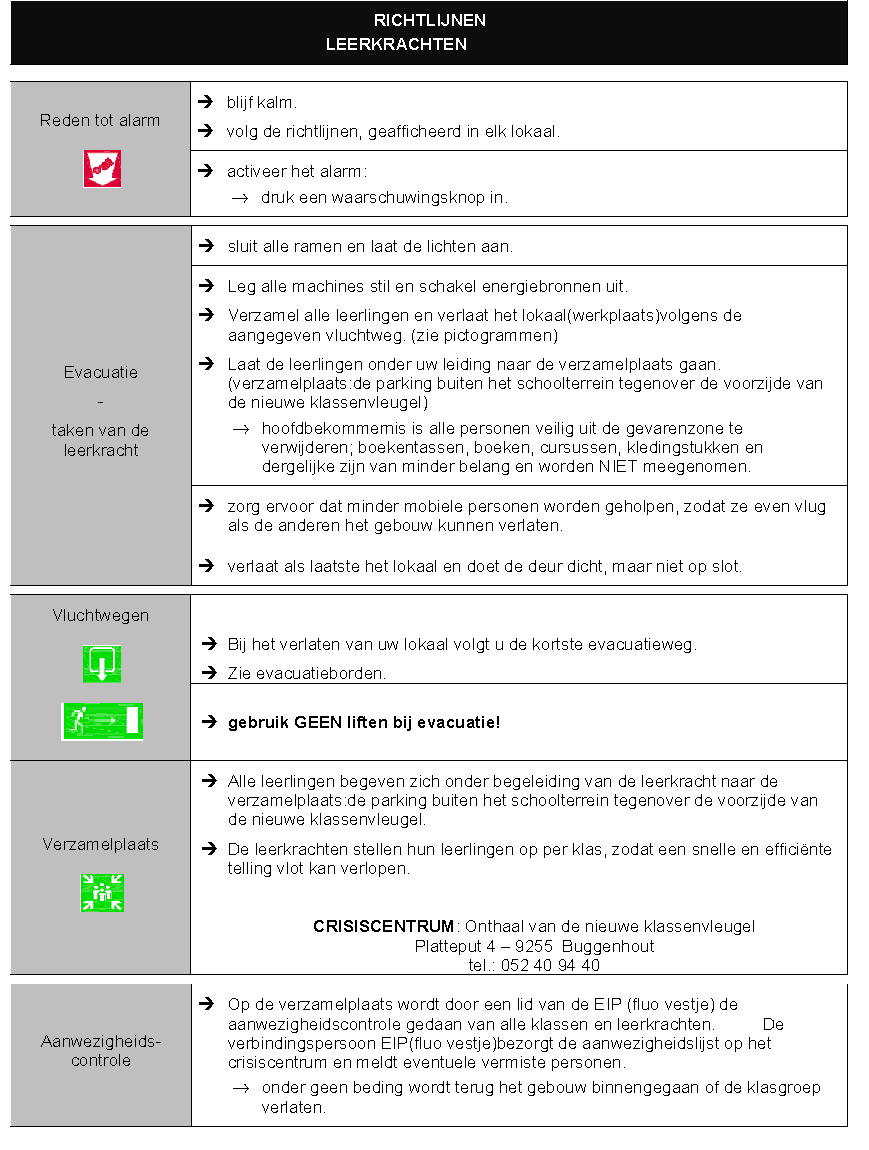 RICHTLIJNEN
LEERKRACHTEN
Reden tot alarm
➔ blijf kalm.
➔ volg de richtlijnen, geafficheerd in elk lokaal.
➔ activeer het alarm:
→ druk een waarschuwingsknop in.
Evacuatie
-
taken van de
leerkracht
➔ sluit alle ramen en laat de lichten aan.
➔ Leg alle machines stil en schakel energiebronnen uit.
➔ Verzamel alle leerlingen en verlaat het lokaal(werkplaats)volgens de
aangegeven vluchtweg. (zie pictogrammen)
➔ Laat de leerlingen onder uw leiding naar de verzamelplaats gaan.
(verzamelplaats:de parking buiten het schoolterrein tegenover de voorzijde van
de nieuwe klassenvleugel)
→ hoofdbekommernis is alle personen veilig uit de gevarenzone te
verwijderen; boekentassen, boeken, cursussen, kledingstukken en
dergelijke zijn van minder belang en worden NIET meegenomen.
➔ zorg ervoor dat minder mobiele personen worden geholpen, zodat ze even vlug
als de anderen het gebouw kunnen verlaten.
➔ verlaat als laatste het lokaal en doet de deur dicht, maar niet op slot.
Vluchtwegen
➔ Bij het verlaten van uw lokaal volgt u de kortste evacuatieweg.
➔ Zie evacuatieborden.
➔ gebruik GEEN liften bij evacuatie!
Verzamelplaats
➔ Alle leerlingen begeven zich onder begeleiding van de leerkracht naar de
verzamelplaats:de parking buiten het schoolterrein tegenover de voorzijde van
de nieuwe klassenvleugel.
➔ De leerkrachten stellen hun leerlingen op per klas, zodat een snelle en efficiënte
telling vlot kan verlopen.
CRISISCENTRUM: Onthaal van de nieuwe klassenvleugel
Platteput 4 – 9255 Buggenhout
tel.: 052 40 94 40
Aanwezigheids-
controle
➔ Op de verzamelplaats wordt door een lid van de EIP (fluo vestje) de
aanwezigheidscontrole gedaan van alle klassen en leerkrachten. De
verbindingspersoon EIP(fluo vestje)bezorgt de aanwezigheidslijst op het
crisiscentrum en meldt eventuele vermiste personen.
→ onder geen beding wordt terug het gebouw binnengegaan of de klasgroep
verlaten.